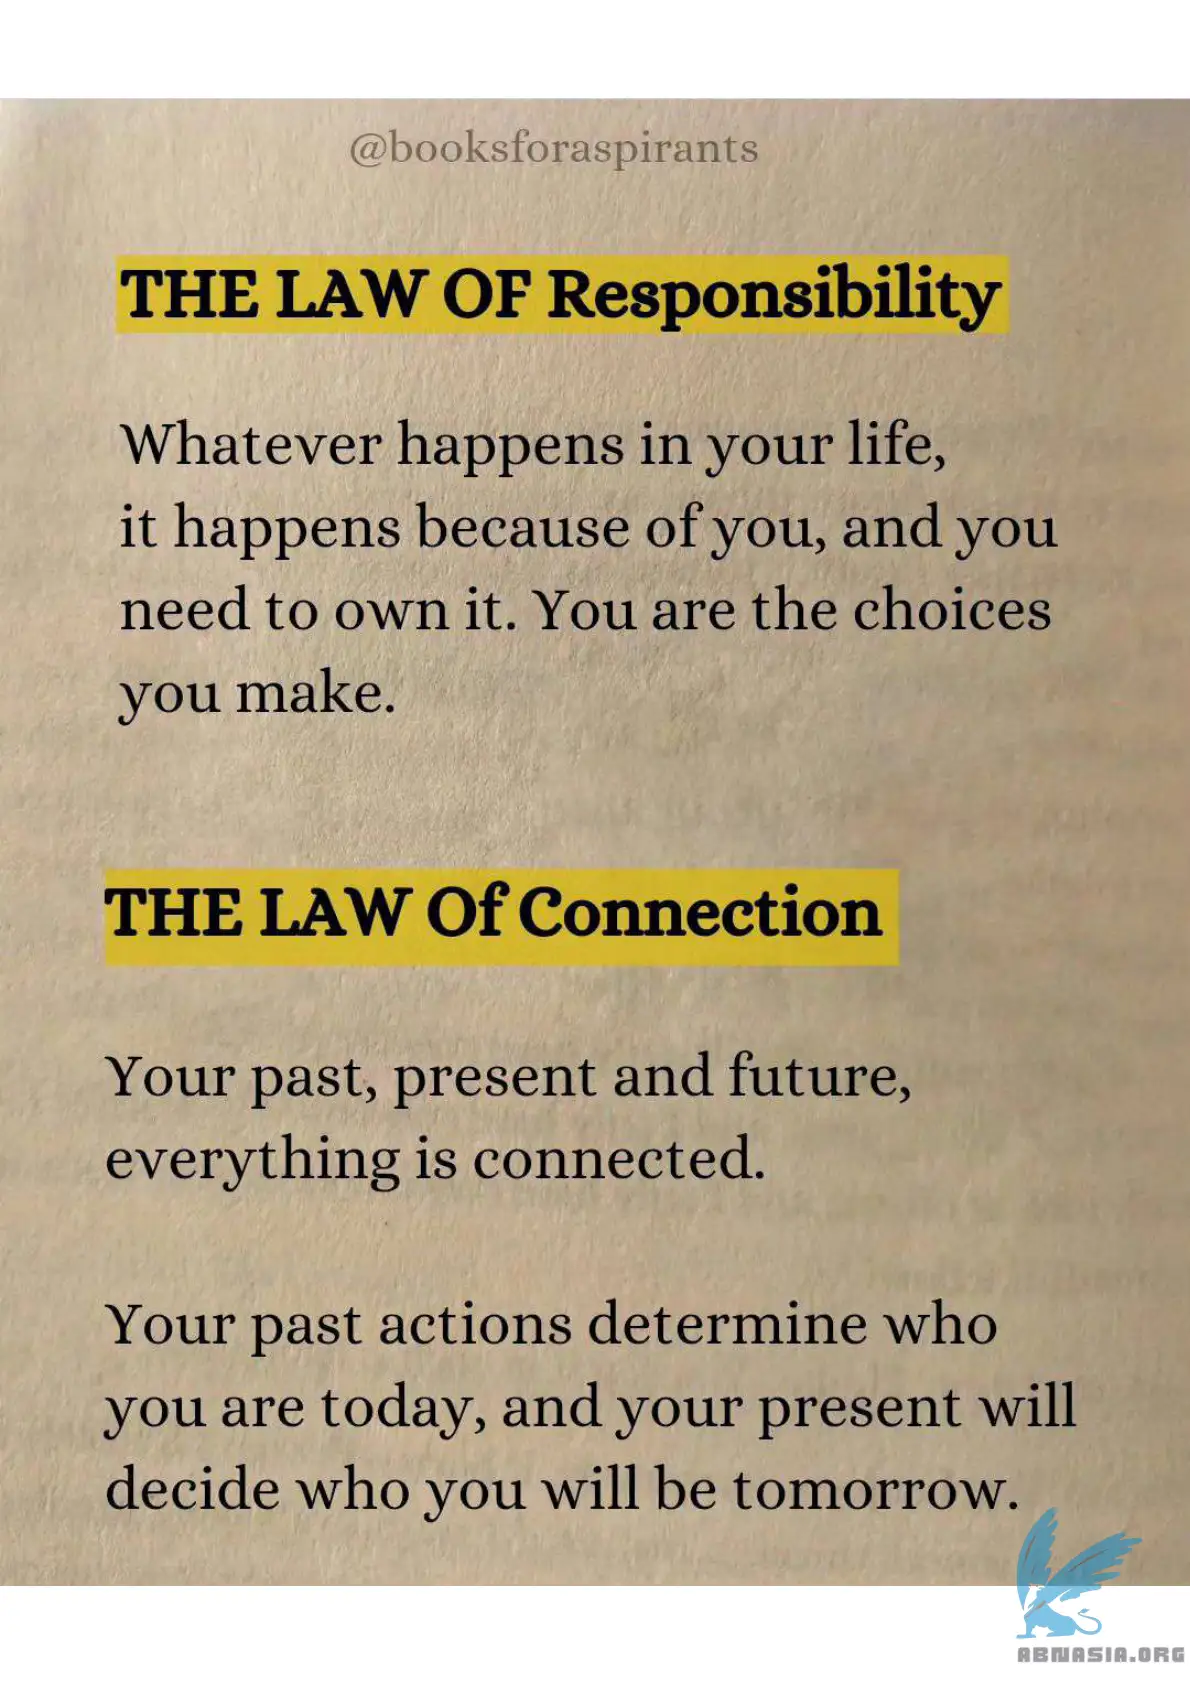 @booksforaspirants
THE LAW OF Responsibility
Whatever happens in your life,
it happens because of you, and you
need to own it. You are the choices
you make.
THE LAW Of Connection
Your past, present and future,
everything is connected.
Your past actions determine who
you are today, and your present will
decide who you will be tomorrow.
ABNASIA.ORG